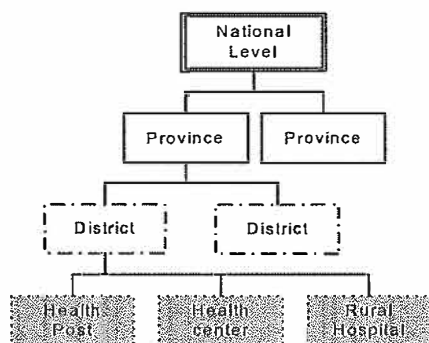 National
Level
Province
Province
District
District
Health
Post
Health
center
Rural
Hospital